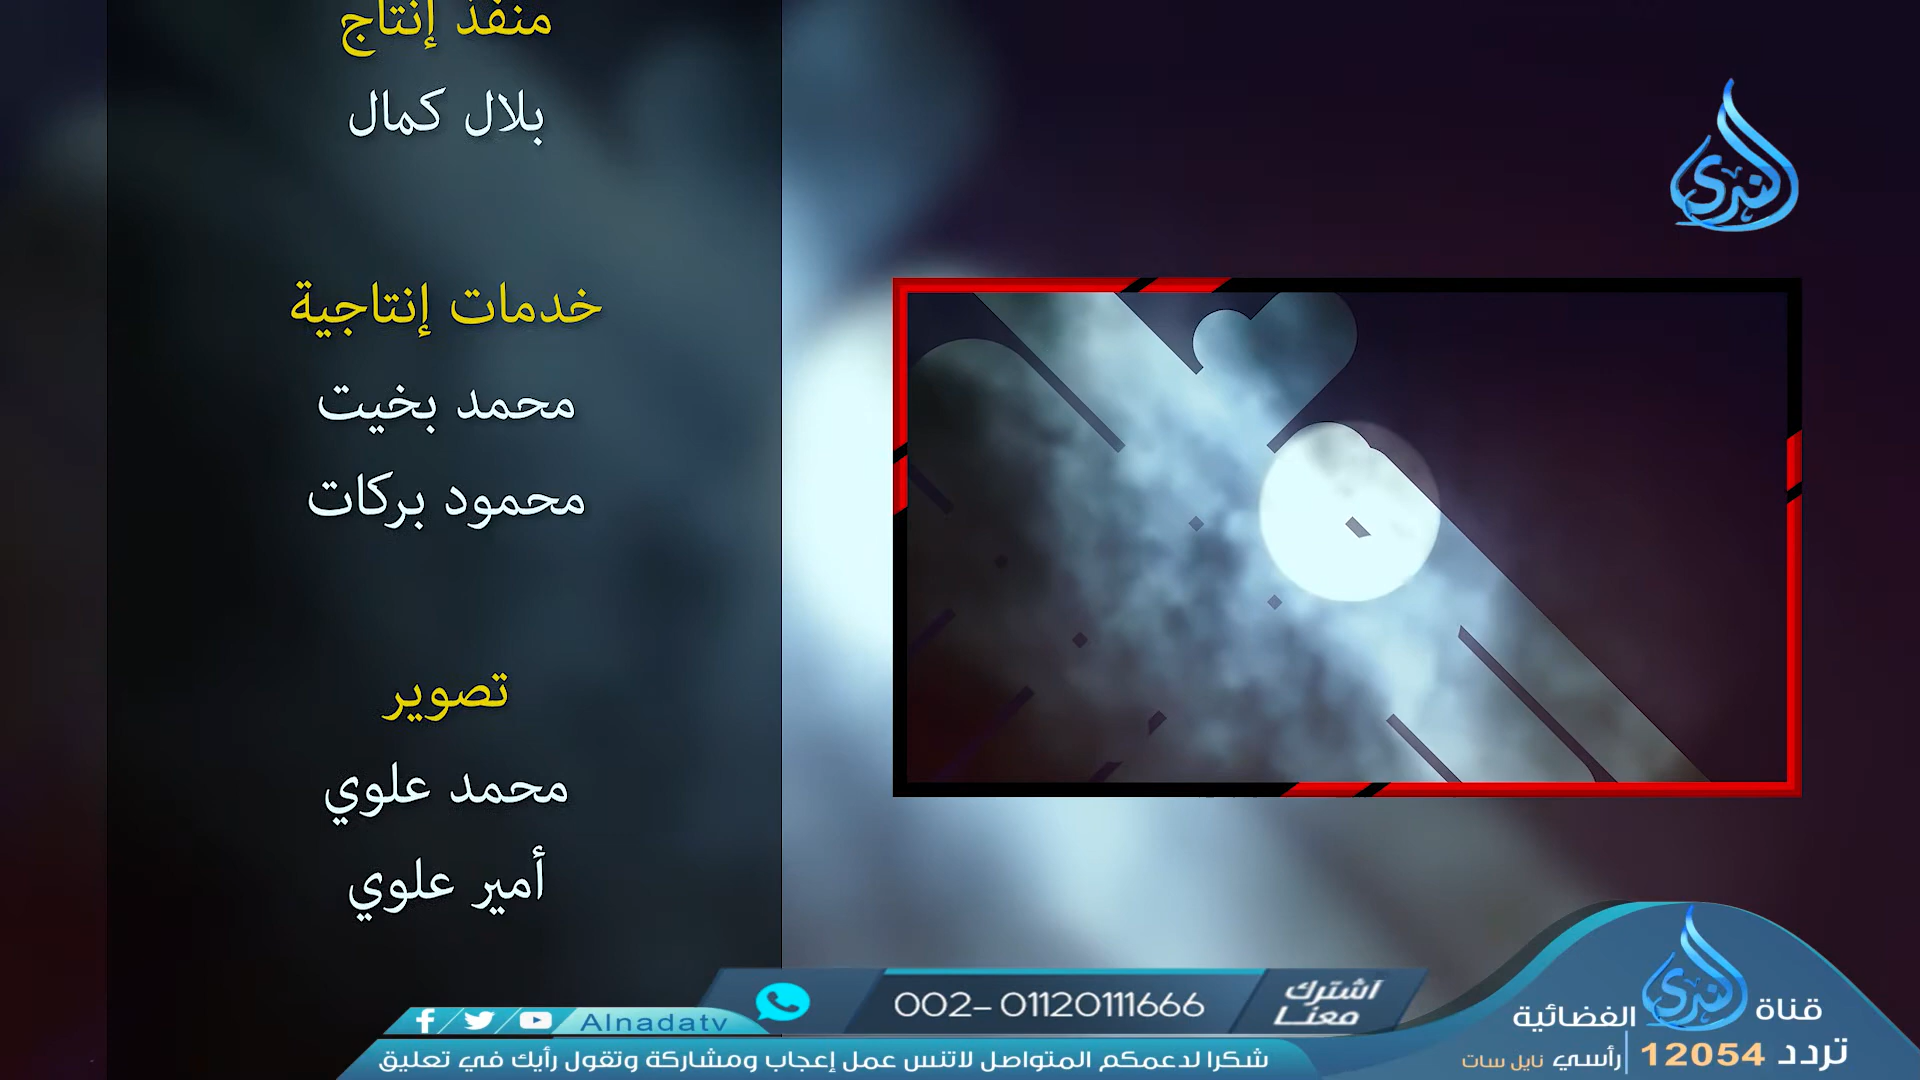 منفذ إنتاج
بلال كمال
خدمات إنتاجية
محمد بخيت
محمود بركات
تصوير
محمد علوي
أمير علوي
الندى
اشترك معنا
002– 01120111666
Alnadatv
شكرا لدعمكم المتواصل لاتنس عمل إعجاب ومشاركة وتقول رأيك في تعليق
قناة الندى الفضائية
تردد 12054 رأسي نايل سات